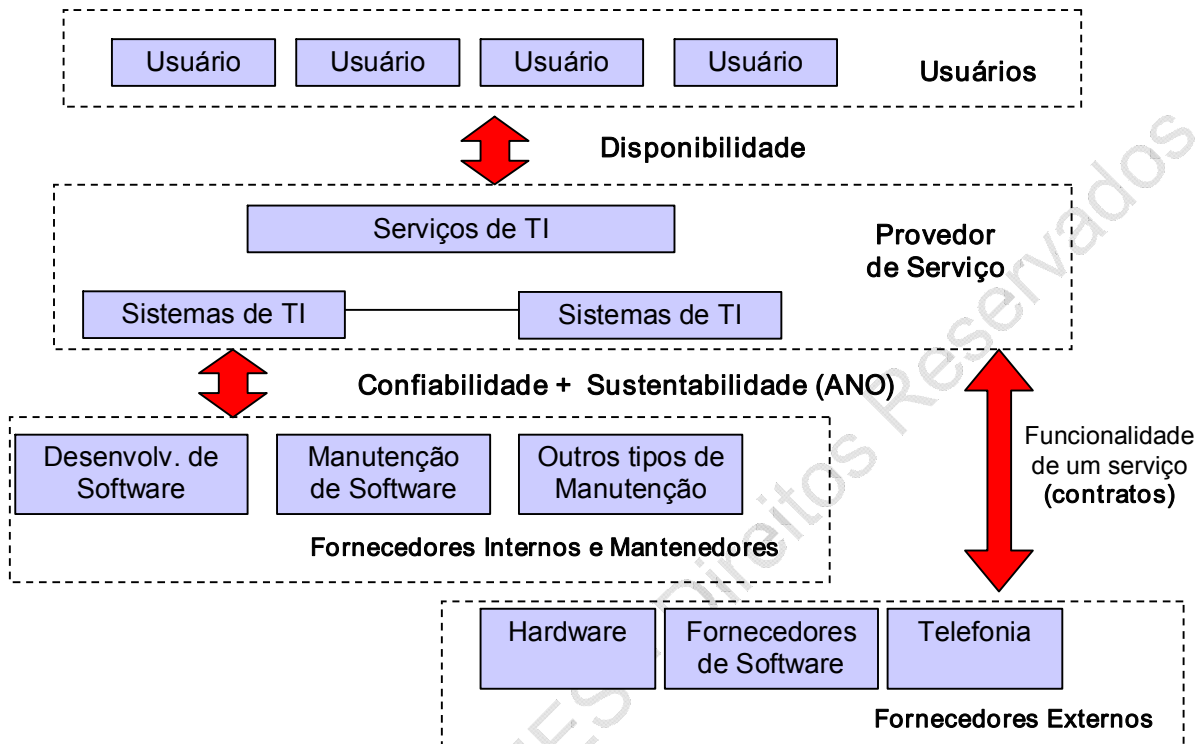 Usuário
Usuário
Usuário
Usuário
Usuários
Disponibilidade
Serviços de TI
Provedor
de Serviço
Sistemas de TI
Sistemas de TI
Confiabilidade + Sustentabilidade (ANO)
Desenvolv. de
Software
Manutenção
de Software
Outros tipos de
Manutenção
Fornecedores Internos e Mantenedores
Funcionalidade
de um serviço
(contratos)
Hardware
Fornecedores
de Software
Telefonia
Fornecedores Externos
Direitos Reservados